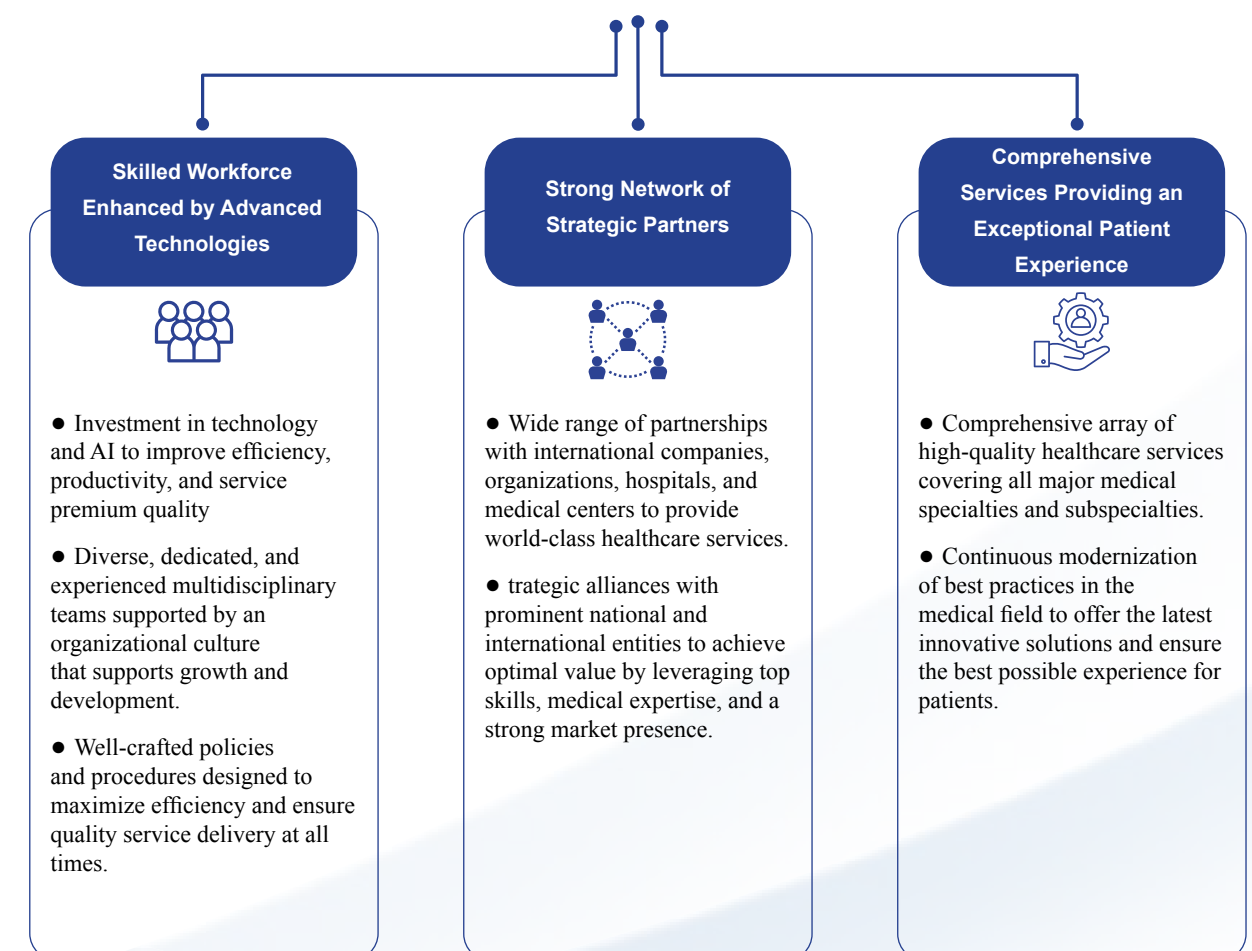 Skilled Workforce
Enhanced by Advanced
Technologies
● Investment in technology
and AI to improve efficiency,
productivity, and service
premium quality
● Diverse, dedicated, and
experienced multidisciplinary
teams supported by an
organizational culture
that supports growth and
development.
● Well-crafted policies
and procedures designed to
maximize efficiency and ensure
quality service delivery at all
times.
Strong Network of
Strategic Partners
● Wide range of partnerships
with international companies,
organizations, hospitals, and
medical centers to provide
world-class healthcare services.
● trategic alliances with
prominent national and
international entities to achieve
optimal value by leveraging top
skills, medical expertise, and a
strong market presence.
Comprehensive
Services Providing an
Exceptional Patient
Experience
● Comprehensive array of
high-quality healthcare services
covering all major medical
specialties and subspecialties.
● Continuous modernization
of best practices in the
medical field to offer the latest
innovative solutions and ensure
the best possible experience for
patients.